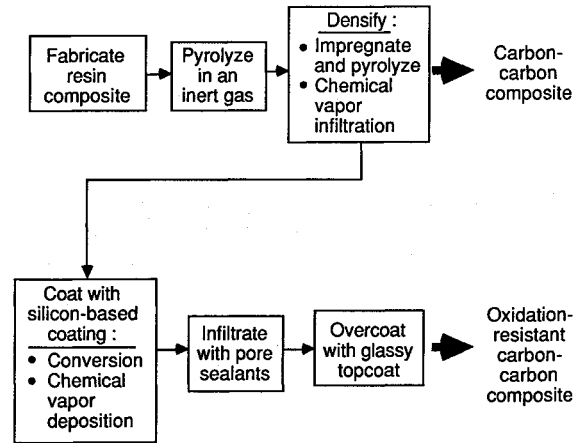 Fabricate
resin
composite
Pyrolyze
in an
inert gas
Densify :
• Impregnate
and pyrolyze
• Chemical
vapor
infiltration
Carbon-
carbon
composite
Coat with
silicon-based
coating :
• Conversion
• Chemical
vapor
deposition
Infiltrate
with pore
sealants
Overcoat
with glassy
topcoat
Oxidation-
resistant
carbon-
carbon
composite